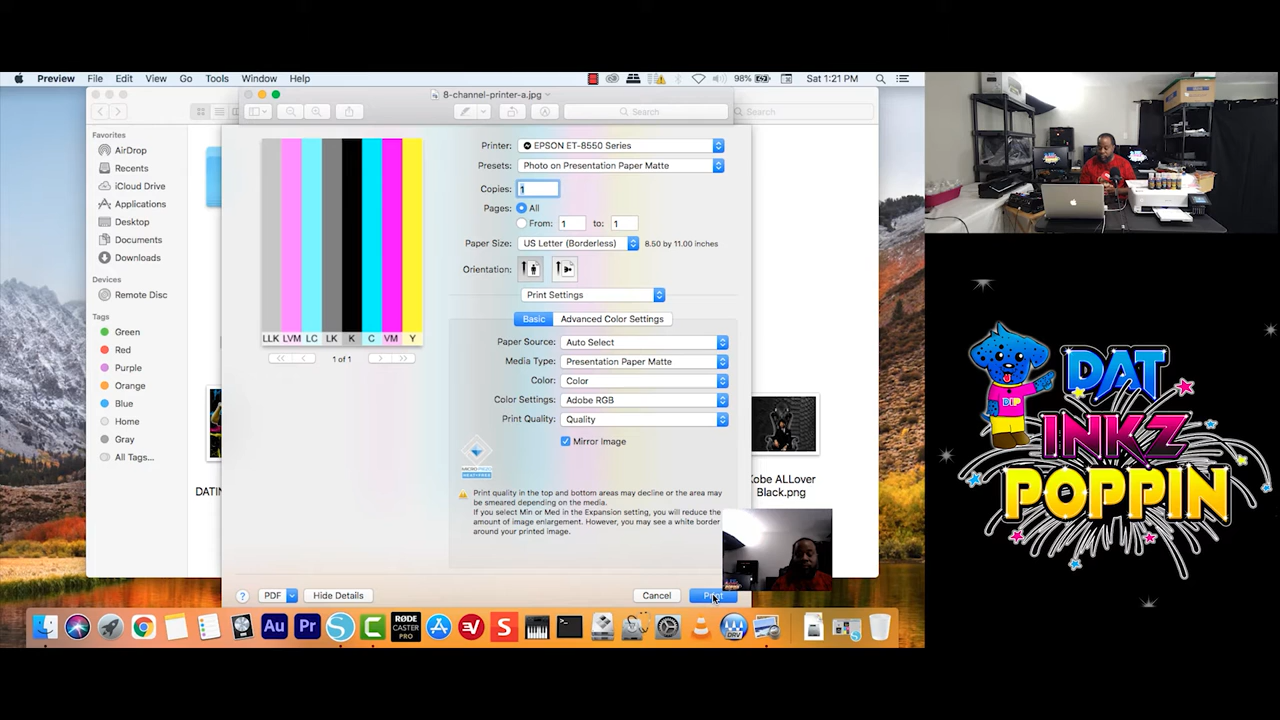 Preview File Edit View Go Tools Window Help
98% Sat 1:21 PM
8-channel-printer-a.jpg
Search
Search
Favorites
AirDrop
Recents
iCloud Drive
Applications
Desktop
Documents
Downloads
Devices
Remote Disc
Tags
Green
Red
Purple
Orange
Blue
Home
Gray
All Tags...
DATIN
LLK LVM LC LK K C VM Y
1 of 1
Printer: EPSON ET-8550 Series
Presets: Photo on Presentation Paper Matte
Copies: 1
Pages: All
From: 1 to: 1
Paper Size: US Letter (Borderless) 8.50 by 11.00 inches
Orientation:
Print Settings
Basic Advanced Color Settings
Paper Source: Auto Select
Media Type: Presentation Paper Matte
Color: Color
Color Settings: Adobe RGB
Print Quality: Quality
Mirror Image
Print quality in the top and bottom areas may decline or the area may
be smeared depending on the media.
If you select Min or Med in the Expansion setting, you will reduce the
amount of image enlargement. However, you may see a white border
around your printed image.
? PDF Hide Details Cancel Print
Kobe ALLover
Black.png
Au Pr RØDE
CASTER
PRO
S
DRV
DAT
INKZ
POPPIN
DIP